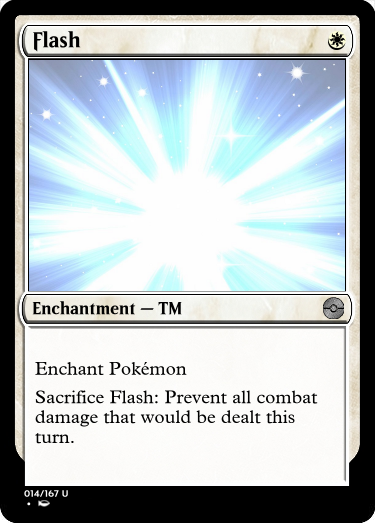 Flash
Enchantment — TM
Enchant Pokémon
Sacrifice Flash: Prevent all combat
damage that would be dealt this
turn.
014/167 U